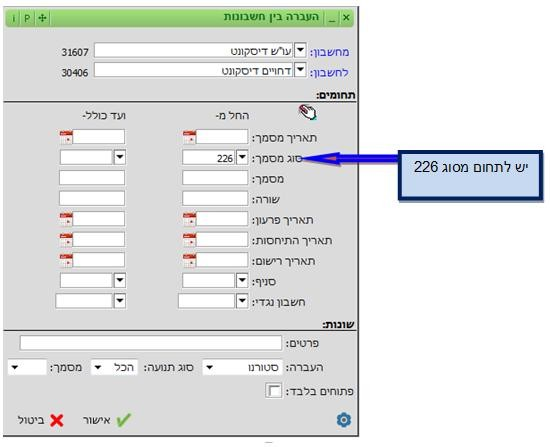 העברה בין חשבונות
מחשבון: עו"ש דיסקונט 31607
לחשבון: דחויים דיסקונט 30406
תחומים:
החל מ- ועד כולל-
תאריך מסמך:
סוג מסמך: 226
יש לתחום מסוג 226
מסמך:
שורה:
תאריך פרעון:
תאריך התיחסות:
תאריך רישום:
סניף:
חשבון נגדי:
שונות:
פרטים:
העברה: סטורנו סוג תנועה: הכל מסמך:
פתוחים בלבד:
אישור ביטול